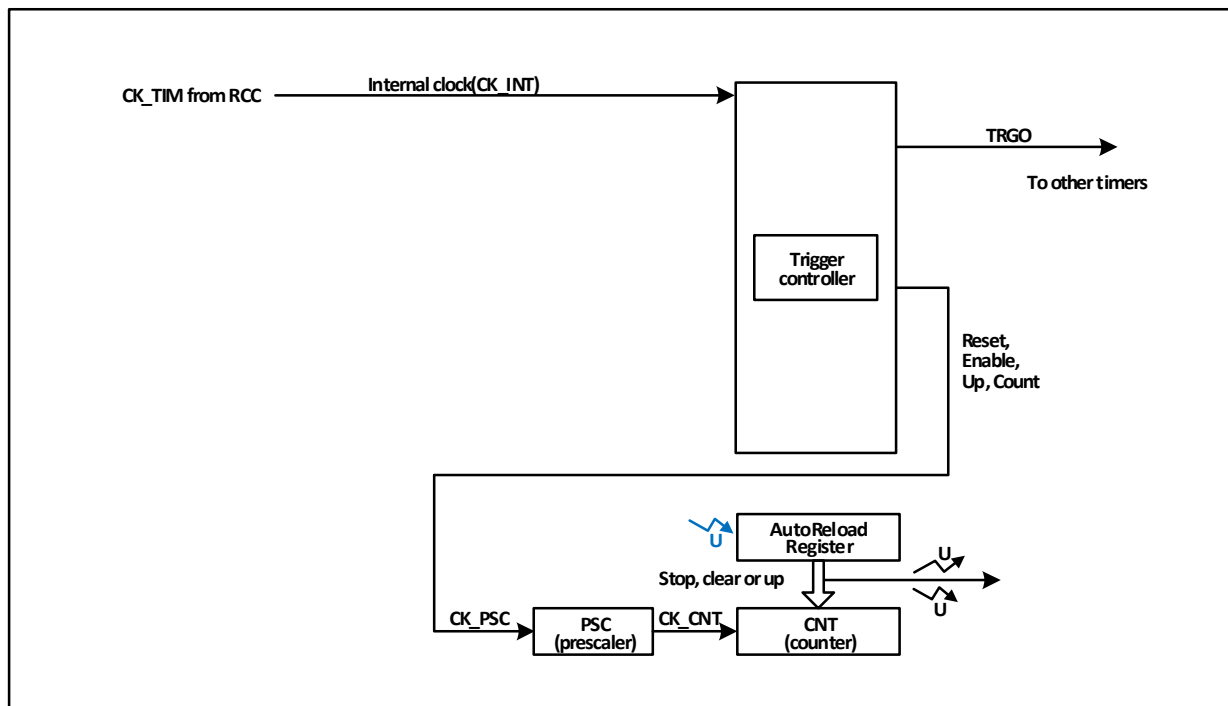 Internal clock(CK_INT)
CK_TIM from RCC
TRGO
To other timers
Trigger
controller
Reset,
Enable,
Up, Count
AutoReload
Register
U
U
Stop, clear or up
U
CK_PSC
PSC
(prescaler)
CK_CNT
CNT
(counter)